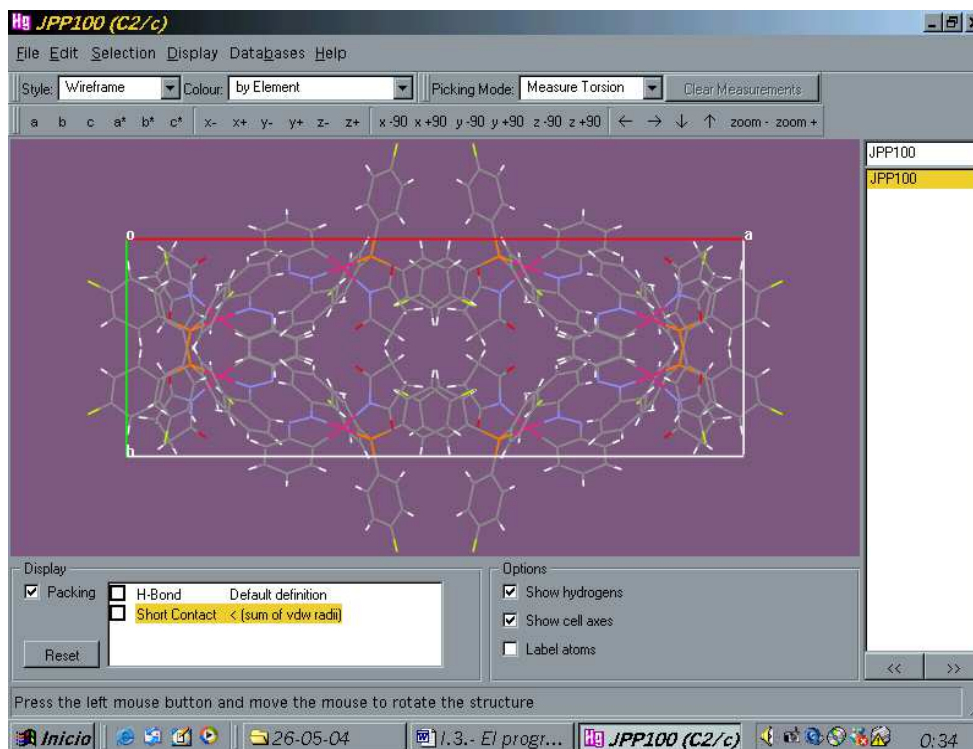 Hg JPP100 (C2/c)
File Edit Selection Display Databases Help
Style: Wireframe Colour: by Element Picking Mode: Measure Torsion Clear Measurements
a b c a* b* c* x- x+ y- y+ z- z+ x-90 x+90 y-90 y+90 z-90 z+90 ← → ↓ ↑ zoom- zoom+
JPP100
JPP100
o a
b
Display
Packing
H-Bond Default definition
Short Contact < (sum of vdw radii)
Reset
Options
Show hydrogens
Show cell axes
Label atoms
<< >>
Press the left mouse button and move the mouse to rotate the structure
Inicio 26-05-04 I.3.- El progr... Hg JPP100 (C2/c) 0:34